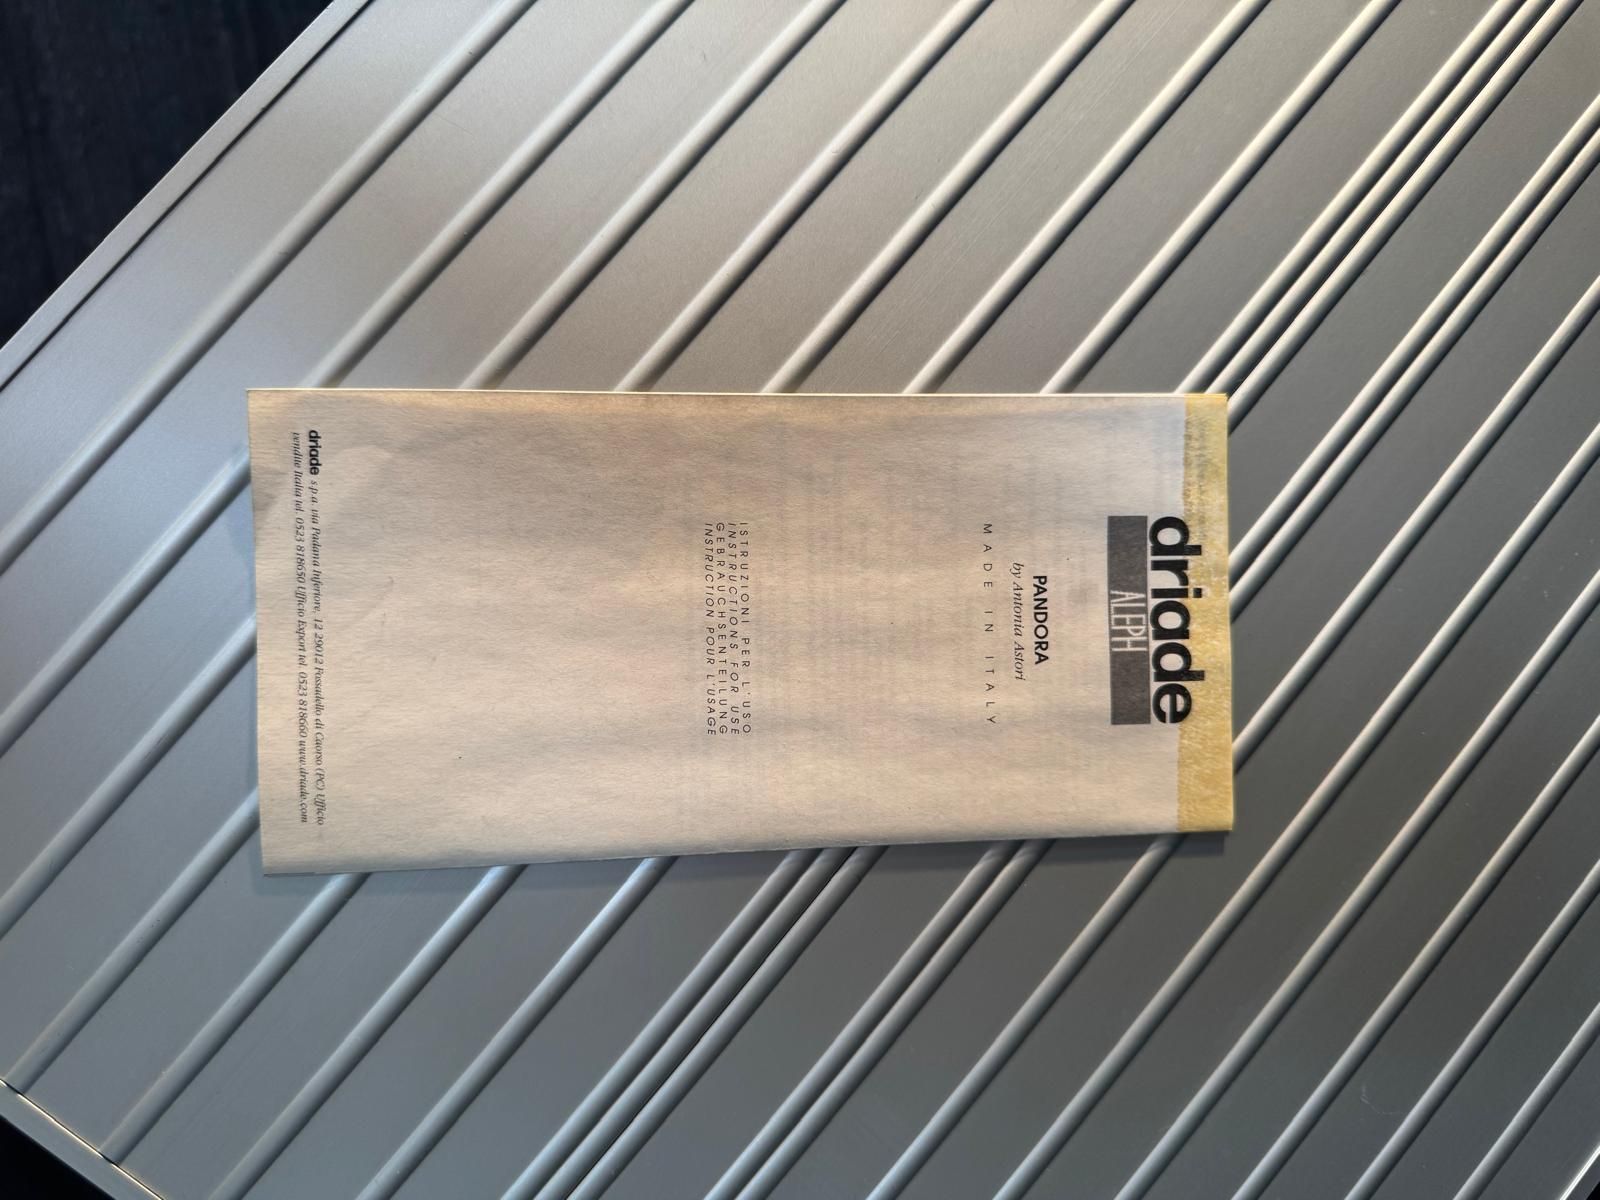 driade
ALEPH
PANDORA
by Antonia Astori
MADE IN ITALY
ISTRUZIONI PER L'USO
INSTRUCTIONS FOR USE
GEBRAUCHSENTEILUNG
INSTRUCTION POUR L'USAGE
driade s.p.a. via Padana Inferiore, 12 29012 Fossadello di Caorso (PC) Ufficio
vendite Italia tel. 0523 818650 Ufficio Export tel. 0523 818660 www.driade.com